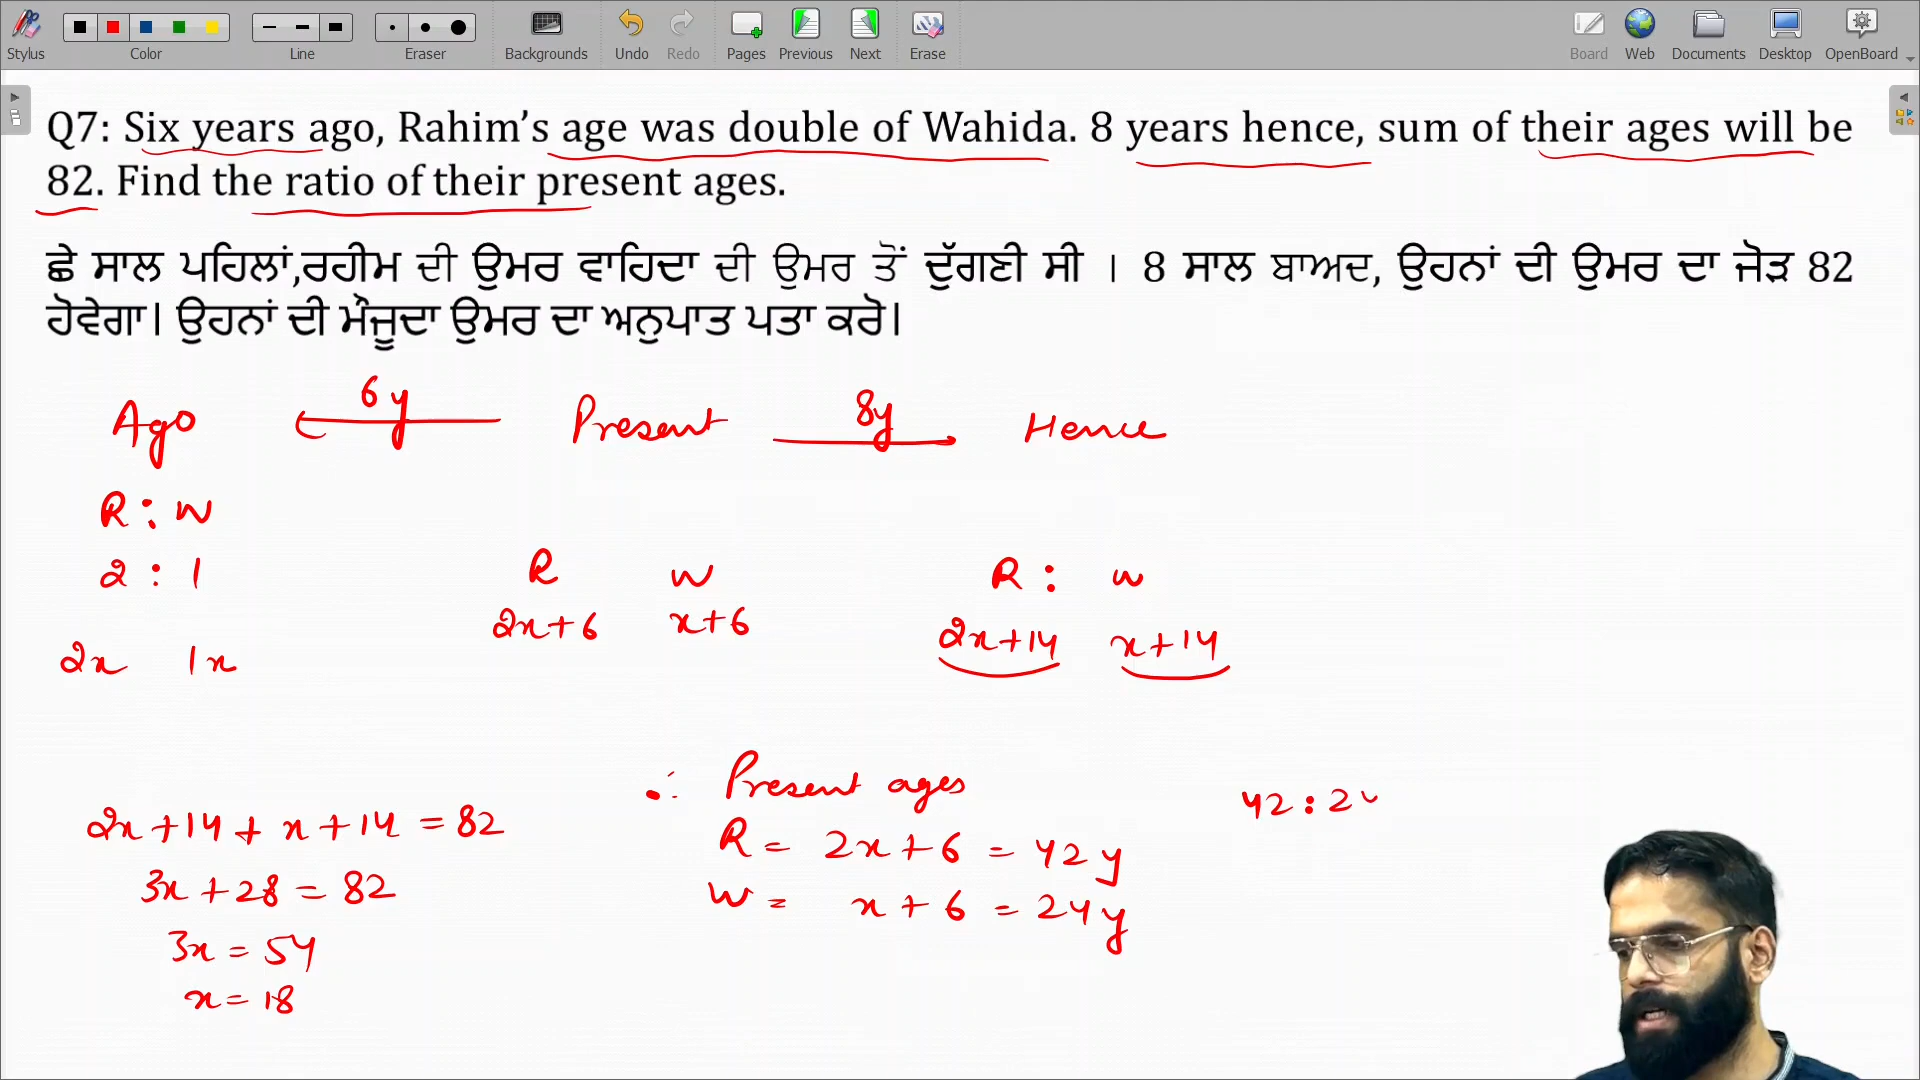 Stylus Color Line Eraser Backgrounds Undo Redo Pages Previous Next Erase Board Web Documents Desktop OpenBoard
Q7: Six years ago, Rahim’s age was double of Wahida. 8 years hence, sum of their ages will be
82. Find the ratio of their present ages.
ਛੇ ਸਾਲ ਪਹਿਲਾਂ,ਰਹੀਮ ਦੀ ਉਮਰ ਵਾਹਿਦਾ ਦੀ ਉਮਰ ਤੋਂ ਦੁੱਗਣੀ ਸੀ । 8 ਸਾਲ ਬਾਅਦ, ਉਹਨਾਂ ਦੀ ਉਮਰ ਦਾ ਜੋੜ 82
ਹੋਵੇਗਾ। ਉਹਨਾਂ ਦੀ ਮੌਜੂਦਾ ਉਮਰ ਦਾ ਅਨੁਪਾਤ ਪਤਾ ਕਰੋ।
Ago 6y Present 8y Hence
R : W
2 : 1
2x 1x
R W
2x+6 x+6
R : W
2x+14 x+14
2x+14 + x+14 = 82
3x+28 = 82
3x = 54
x = 18
∴ Present ages
R = 2x+6 = 42y
W = x+6 = 24y
42 : 2